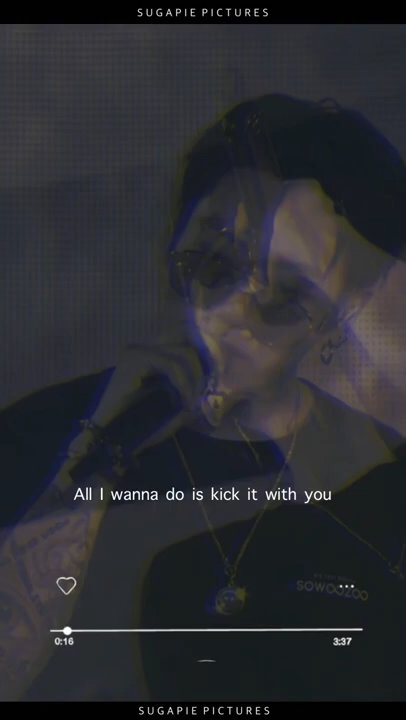 SUGAPIE PICTURES
All I wanna do is kick it with you
SOWOOZOO
0:16
3:37
SUGAPIE PICTURES